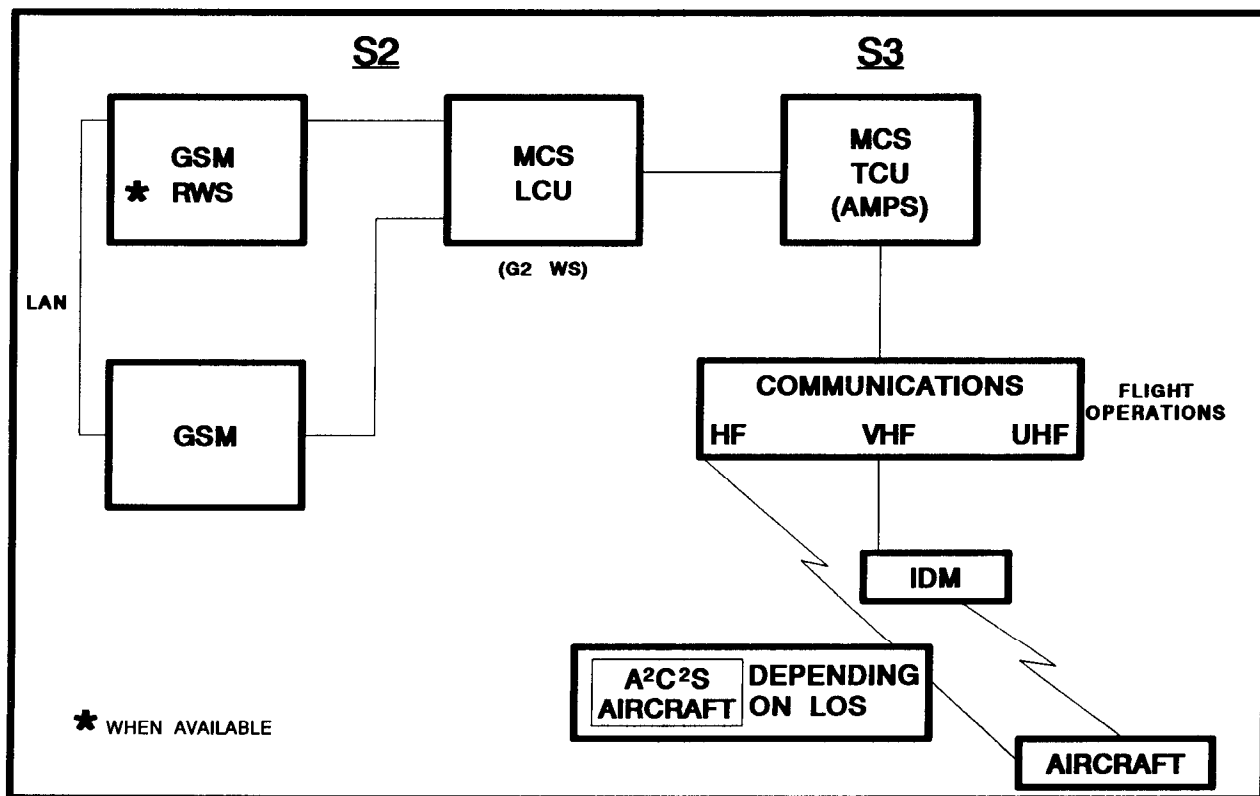 S2
S3
GSM
* RWS
MCS
LCU
(G2 WS)
MCS
TCU
(AMPS)
LAN
GSM
COMMUNICATIONS
HF VHF UHF
FLIGHT
OPERATIONS
IDM
A²C²S
AIRCRAFT
DEPENDING
ON LOS
AIRCRAFT
* WHEN AVAILABLE